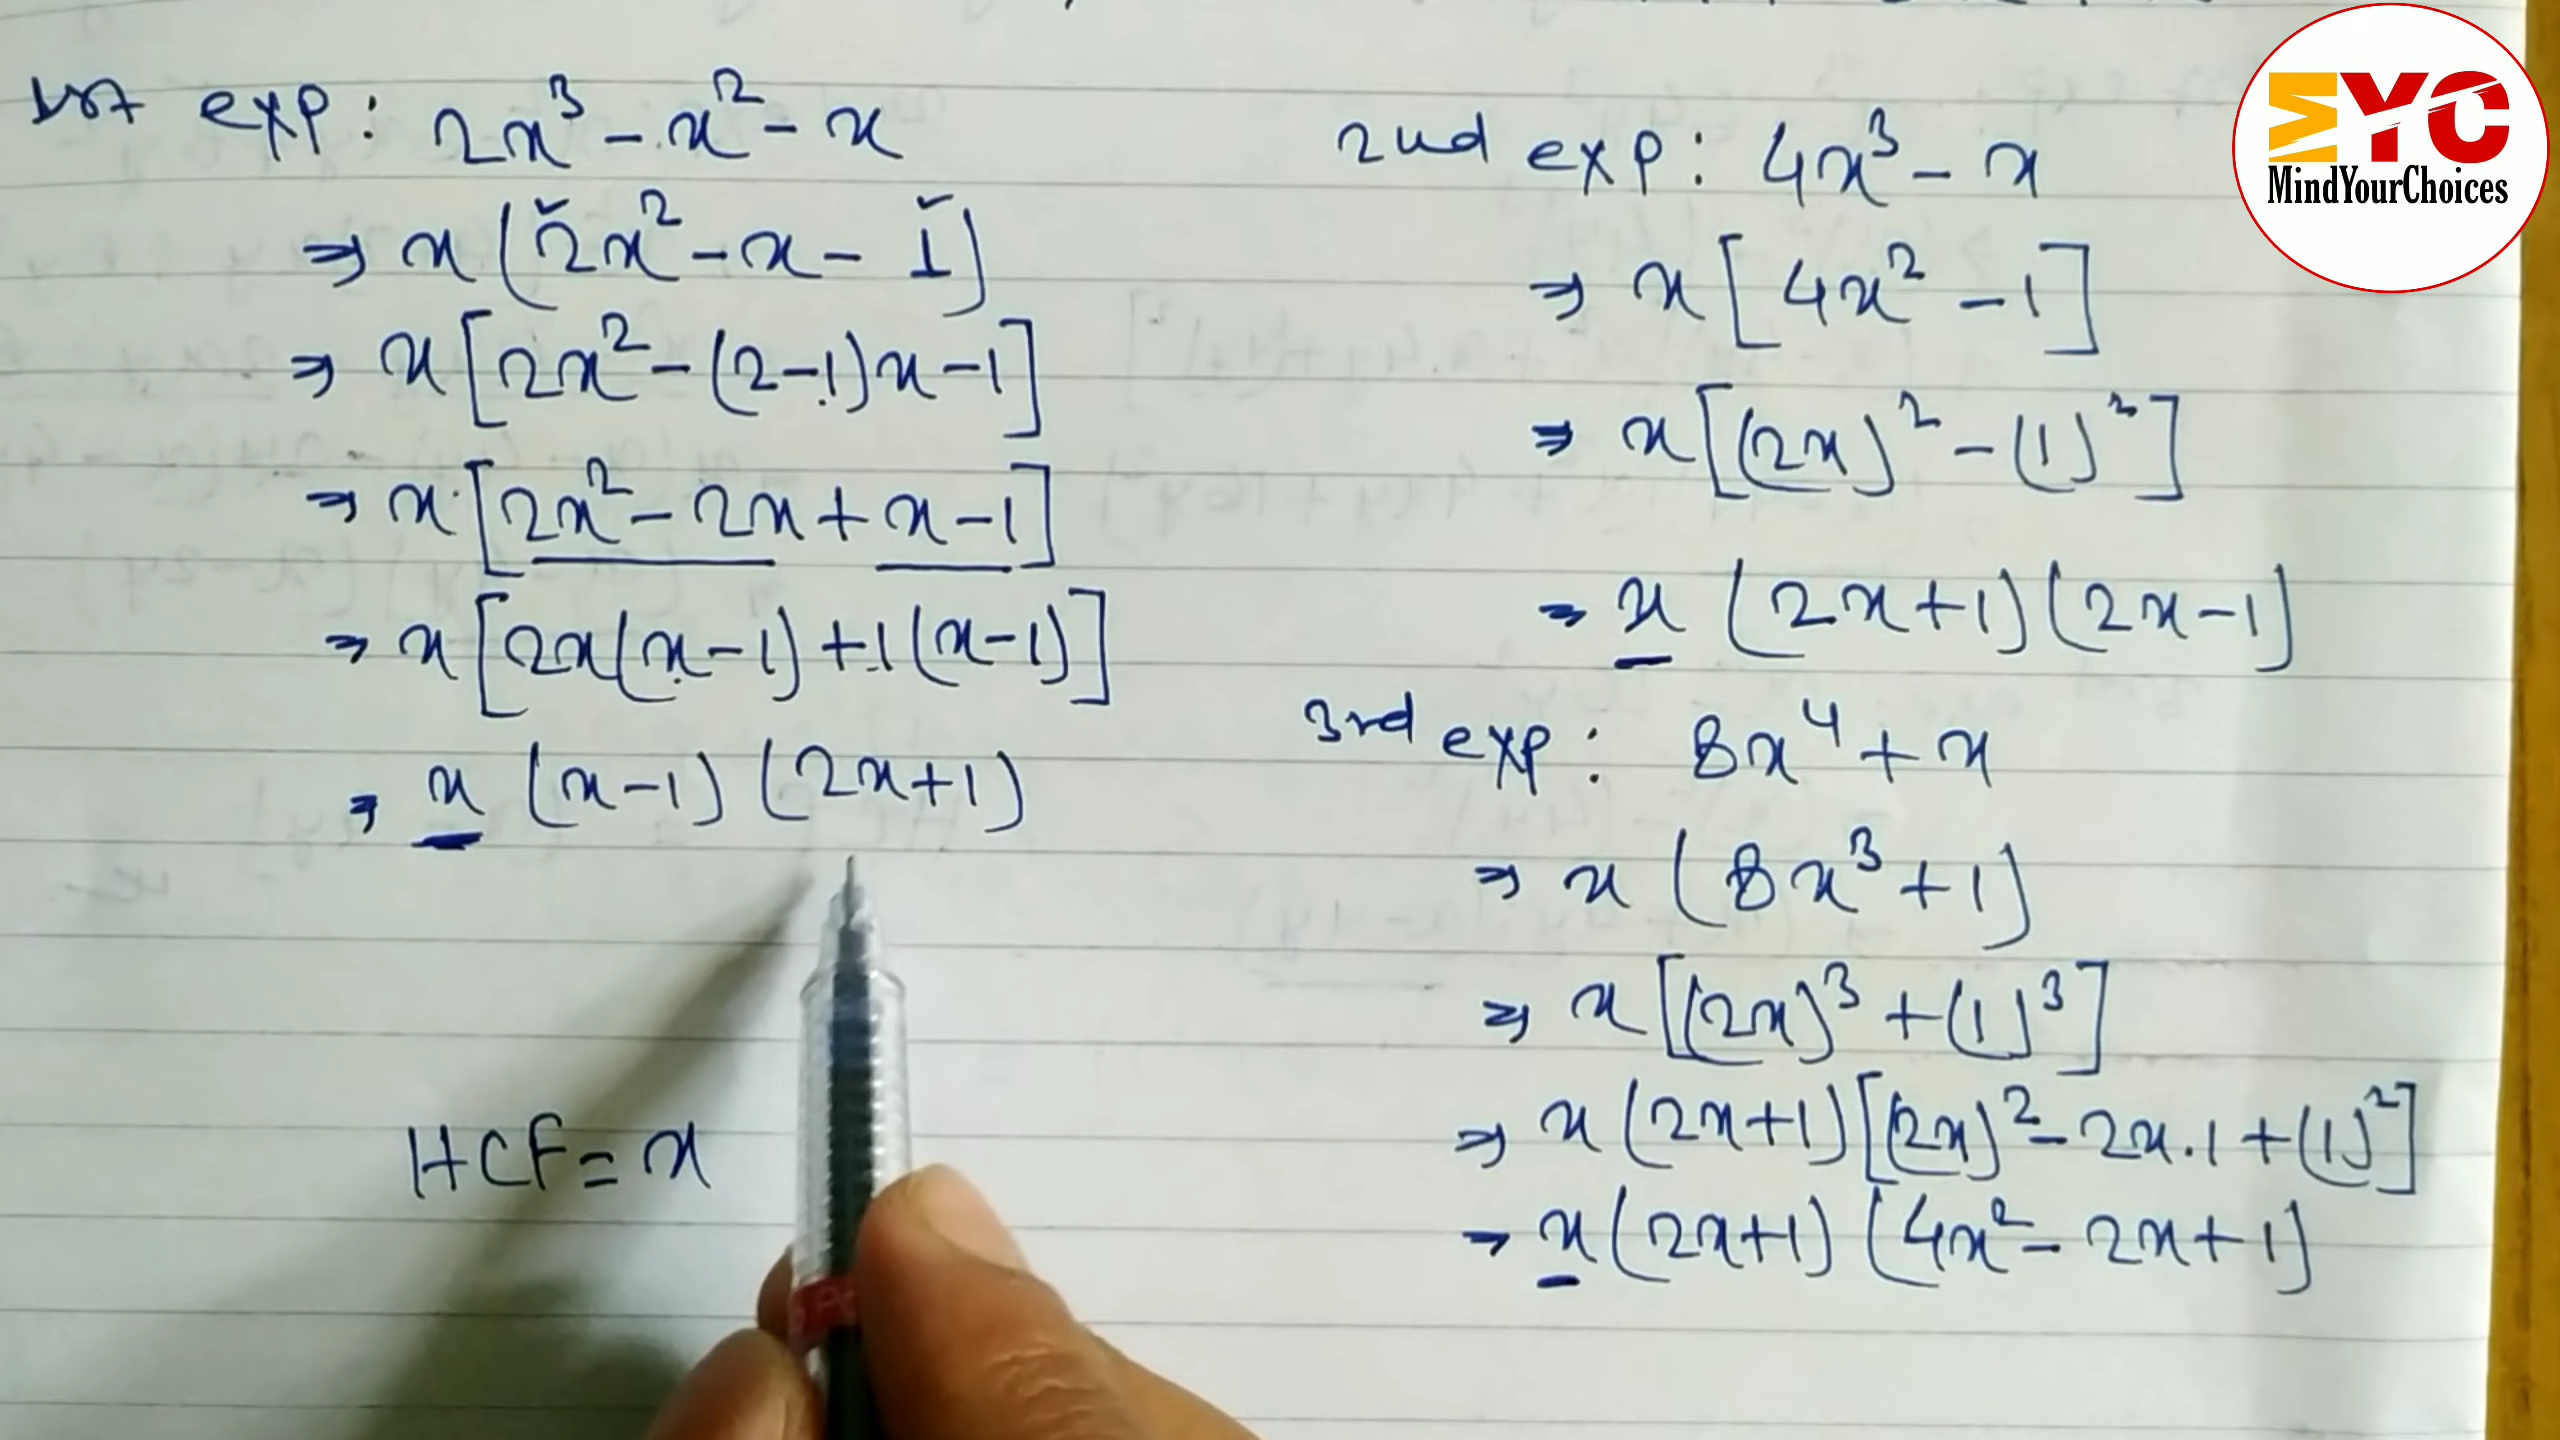 1st exp: 2x³ - x² - x
⇒ x(2x² - x - 1)
⇒ x[2x² - (2-1)x - 1]
⇒ x[2x² - 2x + x - 1]
⇒ x[2x(x-1) + 1(x-1)]
⇒ x (x-1) (2x+1)
HCF = x
2nd exp: 4x³ - x
⇒ x[4x² - 1]
⇒ x[(2x)² - (1)²]
⇒ x (2x+1)(2x-1)
3rd exp: 8x⁴ + x
⇒ x (8x³ + 1)
⇒ x[(2x)³ + (1)³]
⇒ x(2x+1)[(2x)² - 2x.1 + (1)²]
⇒ x(2x+1)(4x² - 2x + 1)
MYC
MindYourChoices